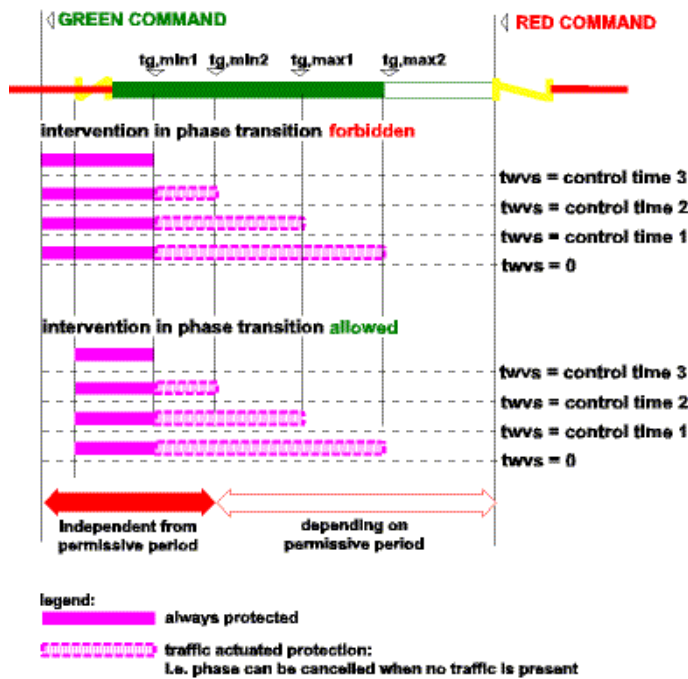 GREEN COMMAND
RED COMMAND
tg,min1 tg,min2 tg,max1 tg,max2
intervention in phase transition forbidden
twvs = control time 3
twvs = control time 2
twvs = control time 1
twvs = 0
intervention in phase transition allowed
twvs = control time 3
twvs = control time 2
twvs = control time 1
twvs = 0
Independent from
permissive period
depending on
permissive period
legend:
always protected
traffic actuated protection:
i.e. phase can be cancelled when no traffic is present